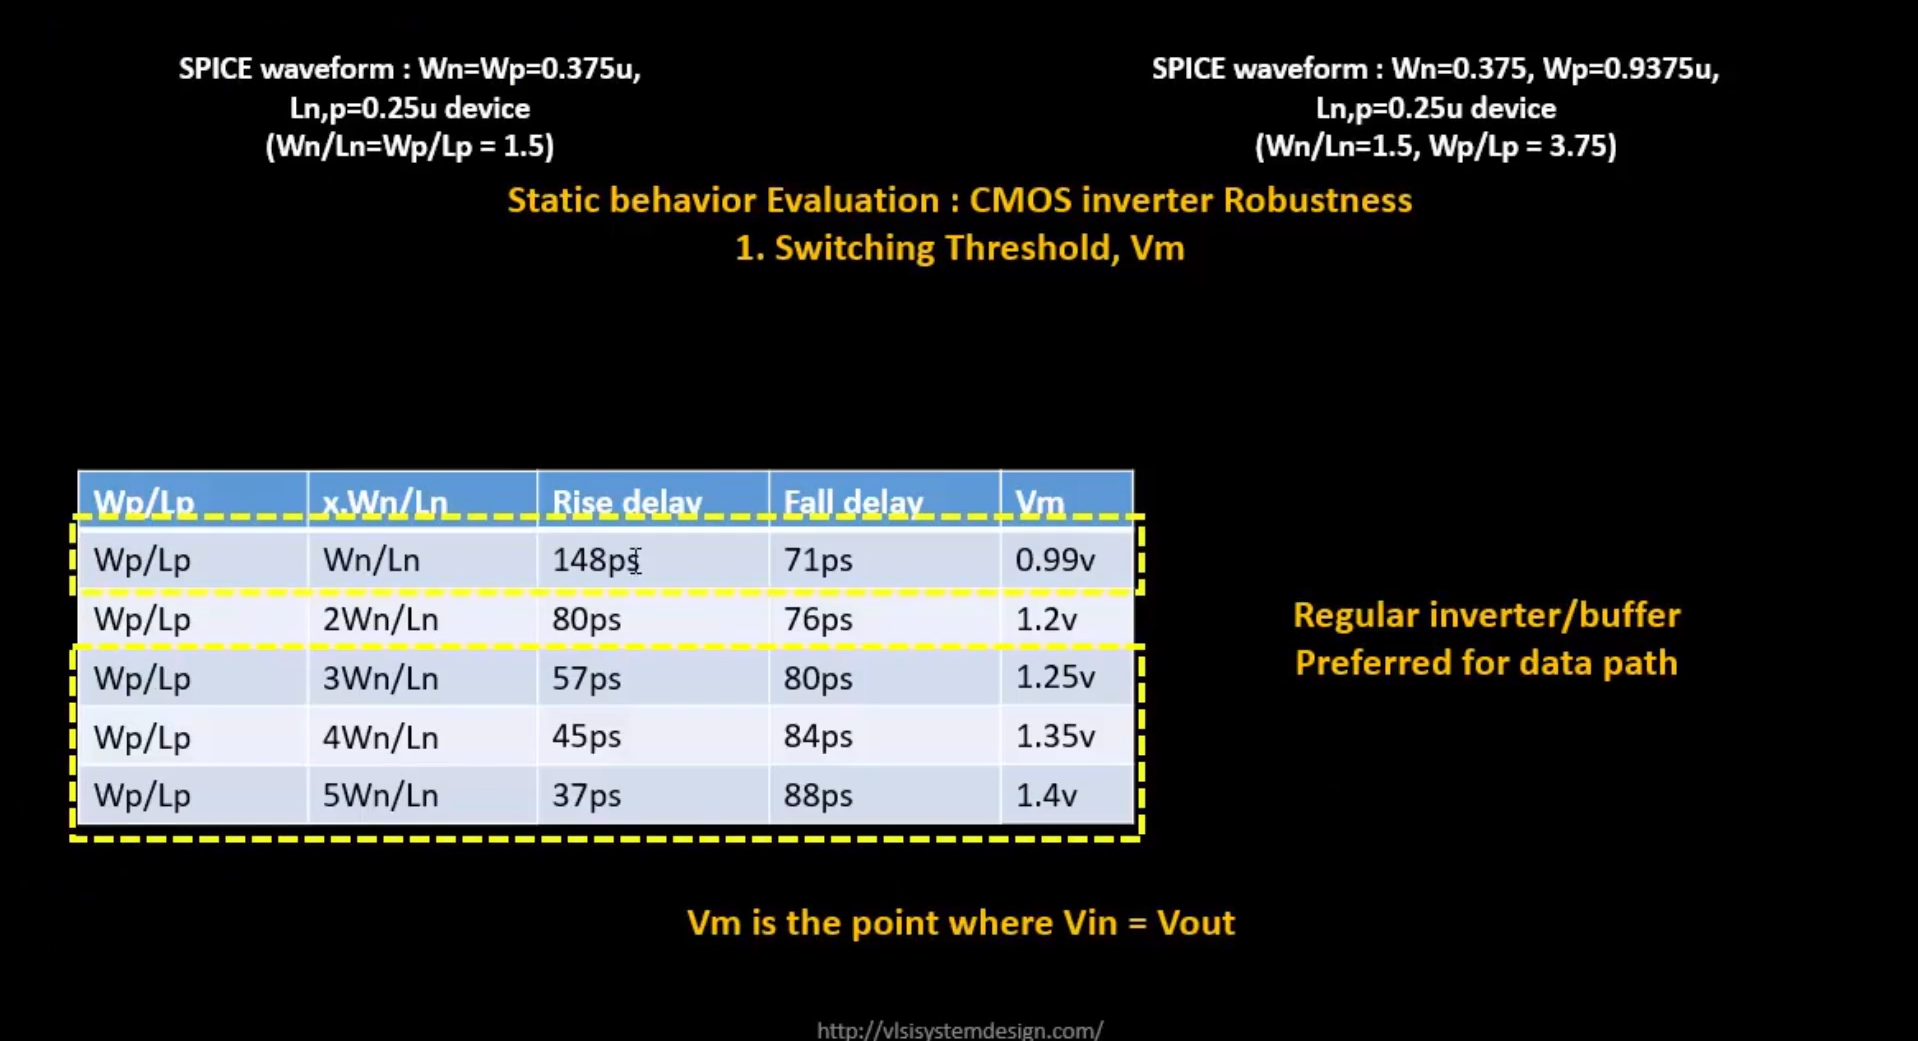 SPICE waveform : Wn=Wp=0.375u,
Ln,p=0.25u device
(Wn/Ln=Wp/Lp = 1.5)
SPICE waveform : Wn=0.375, Wp=0.9375u,
Ln,p=0.25u device
(Wn/Ln=1.5, Wp/Lp = 3.75)
Static behavior Evaluation : CMOS inverter Robustness
1. Switching Threshold, Vm
Wp/Lp x.Wn/Ln Rise delay Fall delay Vm
Wp/Lp Wn/Ln 148ps 71ps 0.99v
Wp/Lp 2Wn/Ln 80ps 76ps 1.2v
Wp/Lp 3Wn/Ln 57ps 80ps 1.25v
Wp/Lp 4Wn/Ln 45ps 84ps 1.35v
Wp/Lp 5Wn/Ln 37ps 88ps 1.4v
Regular inverter/buffer
Preferred for data path
Vm is the point where Vin = Vout
http://vlsisystemdesign.com/